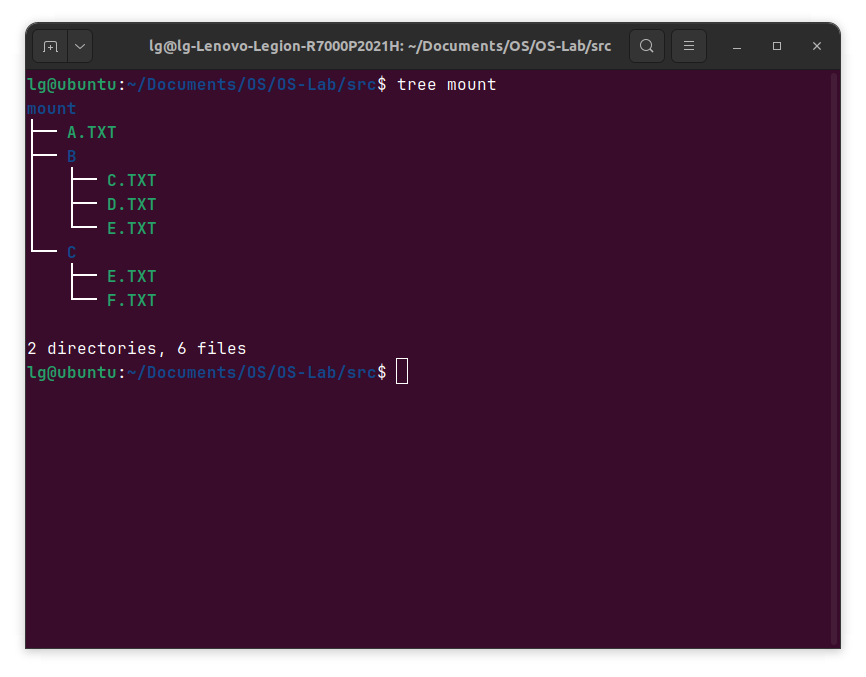 lg@lg-Lenovo-Legion-R7000P2021H: ~/Documents/OS/OS-Lab/src
lg@ubuntu:~/Documents/OS/OS-Lab/src$ tree mount
mount
├── A.TXT
├── B
│   ├── C.TXT
│   ├── D.TXT
│   └── E.TXT
└── C
    ├── E.TXT
    └── F.TXT
2 directories, 6 files
lg@ubuntu:~/Documents/OS/OS-Lab/src$